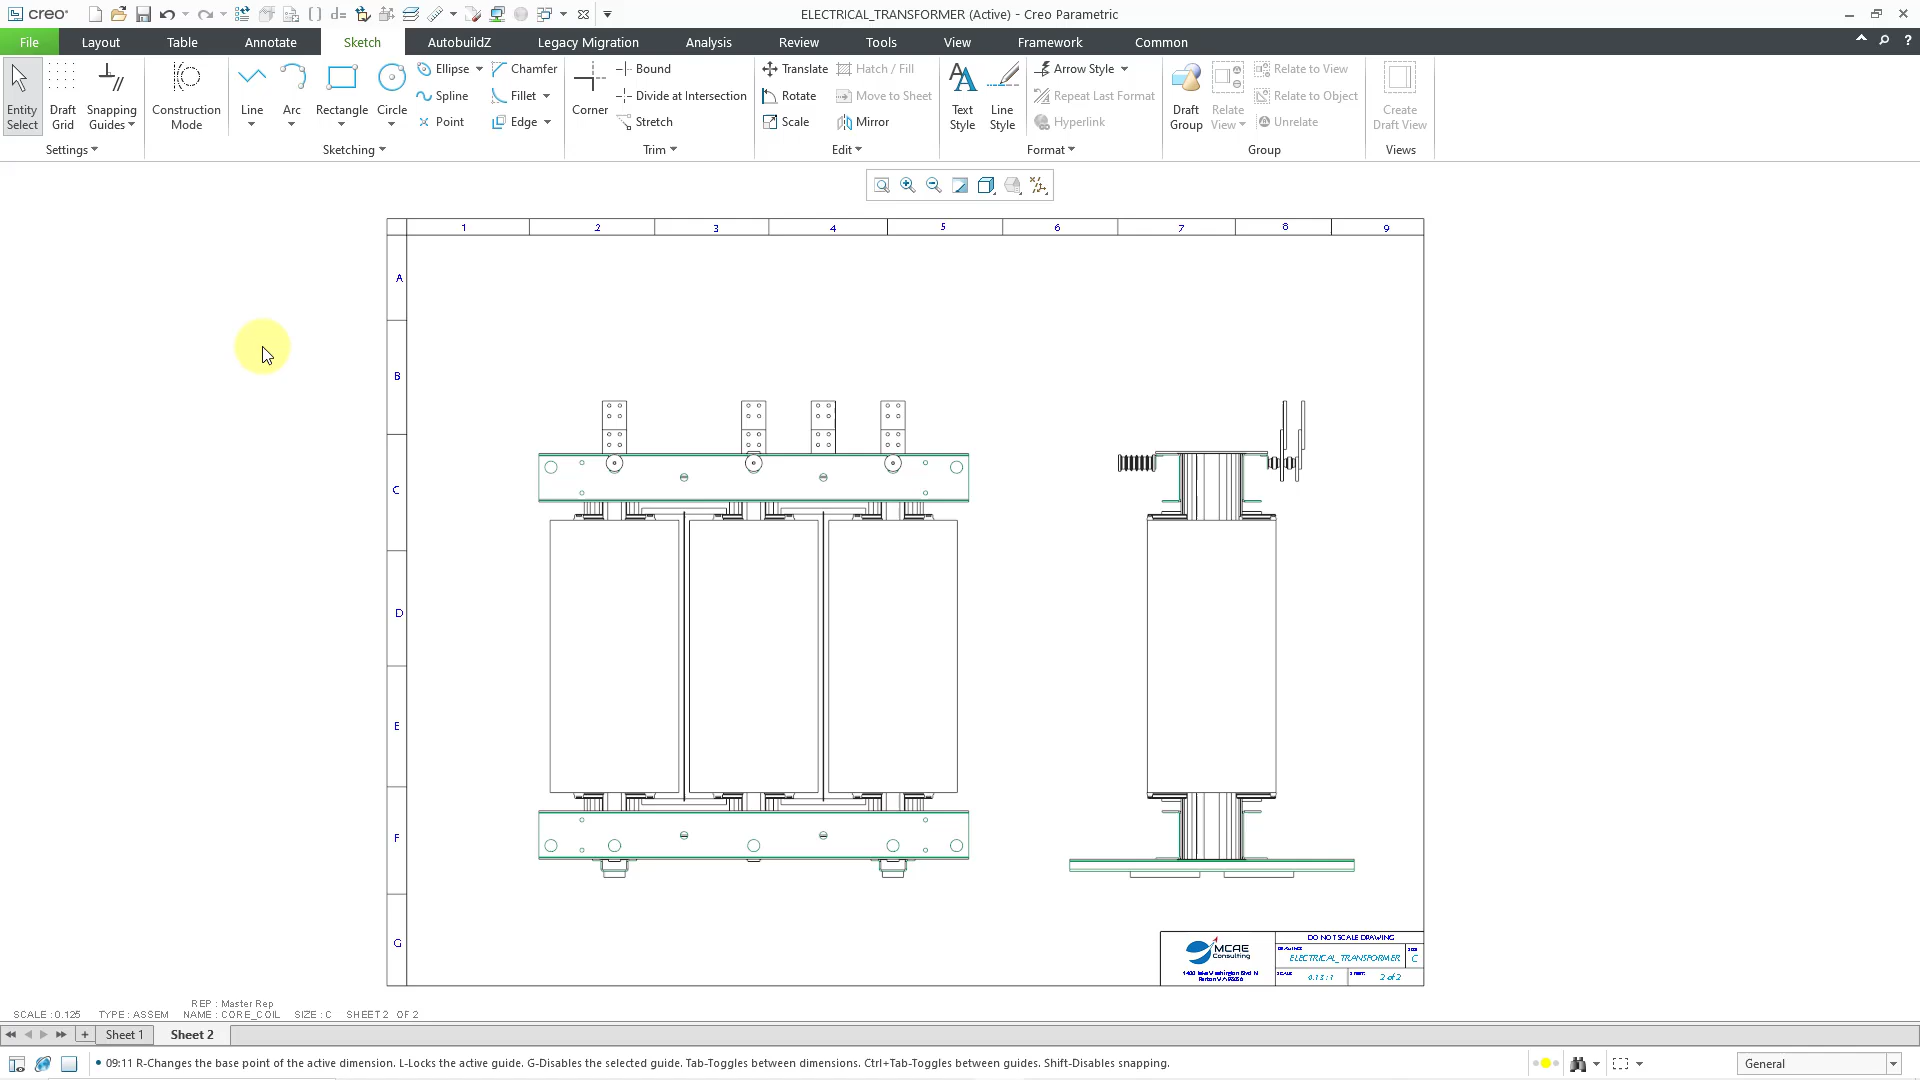 creo
ELECTRICAL_TRANSFORMER (Active) - Creo Parametric
File Layout Table Annotate Sketch AutobuildZ Legacy Migration Analysis Review Tools View Framework Common
Entity Select
Draft Grid
Snapping Guides
Construction Mode
Line
Arc
Rectangle
Circle
Ellipse
Spline
Point
Chamfer
Fillet
Edge
Corner
Bound
Divide at Intersection
Stretch
Translate
Rotate
Scale
Hatch / Fill
Move to Sheet
Mirror
Text Style
Line Style
Arrow Style
Repeat Last Format
Hyperlink
Draft Group
Relate View
Relate to View
Relate to Object
Unrelate
Create Draft View
Settings Sketching Trim Edit Format Group Views
1 2 3 4 5 6 7 8 9
A
B
C
D
E
F
G
MCAE
Consulting
DO NOT SCALE DRAWING
ELECTRICAL_TRANSFORMER
C
SCALE
0.13 : 1
SHEET
2 of 2
REP : Master Rep
SCALE : 0.125 TYPE : ASSEM NAME : CORE_COIL SIZE : C SHEET 2 OF 2
Sheet 1 Sheet 2
• 09:11 R-Changes the base point of the active dimension. L-Locks the active guide. G-Disables the selected guide. Tab-Toggles between dimensions. Ctrl+Tab-Toggles between guides. Shift-Disables snapping.
General